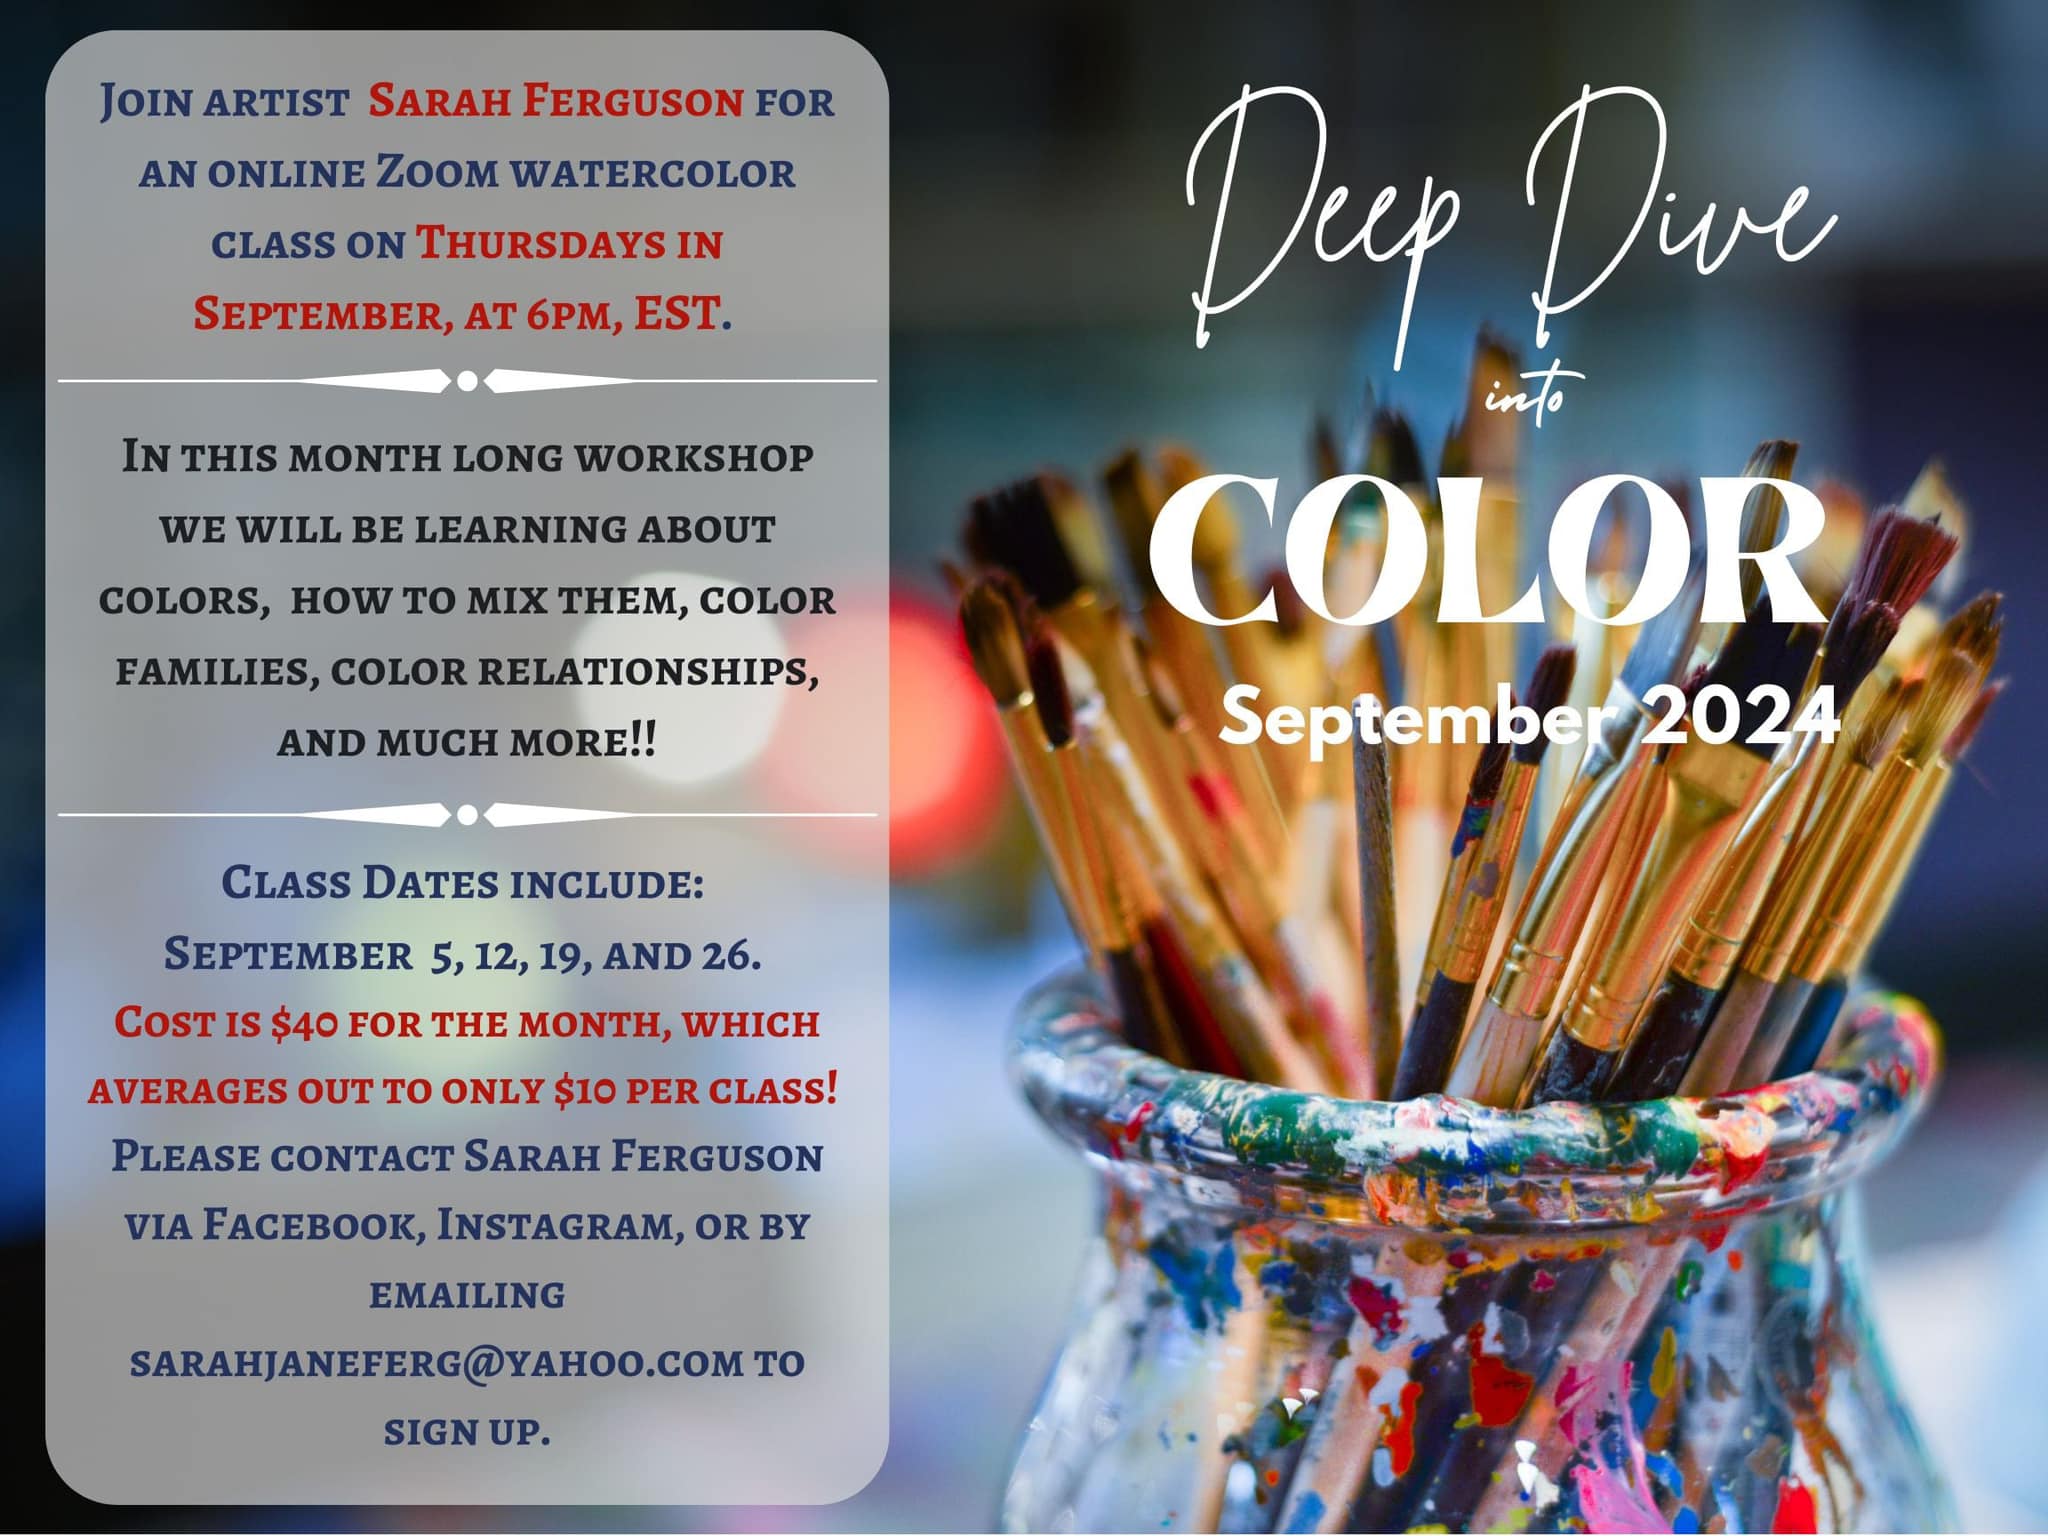 Join artist Sarah Ferguson for
an online Zoom watercolor
class on Thursdays in
September, at 6pm, EST.
In this month long workshop
we will be learning about
colors, how to mix them, color
families, color relationships,
and much more!!
Class Dates include:
September 5, 12, 19, and 26.
Cost is $40 for the month, which
averages out to only $10 per class!
Please contact Sarah Ferguson
via Facebook, Instagram, or by
emailing
sarahjaneferg@yahoo.com to
sign up.
Deep Dive
into
COLOR
September 2024